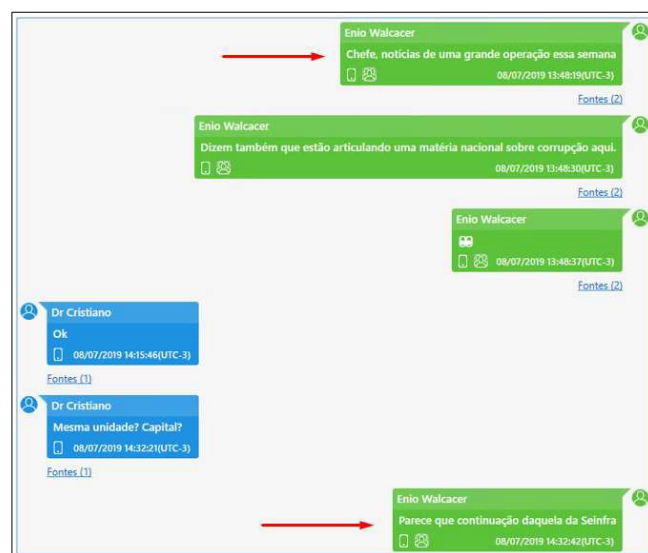 Enio Walcacer
Chefe, notícias de uma grande operação essa semana
08/07/2019 13:48:19(UTC-3)
Fontes (2)
Enio Walcacer
Dizem também que estão articulando uma matéria nacional sobre corrupção aqui.
08/07/2019 13:48:30(UTC-3)
Fontes (2)
Enio Walcacer
08/07/2019 13:48:37(UTC-3)
Fontes (2)
Dr Cristiano
Ok
08/07/2019 14:15:46(UTC-3)
Fontes (1)
Dr Cristiano
Mesma unidade? Capital?
08/07/2019 14:32:21(UTC-3)
Fontes (1)
Enio Walcacer
Parece que continuação daquela da Seinfra
08/07/2019 14:32:42(UTC-3)